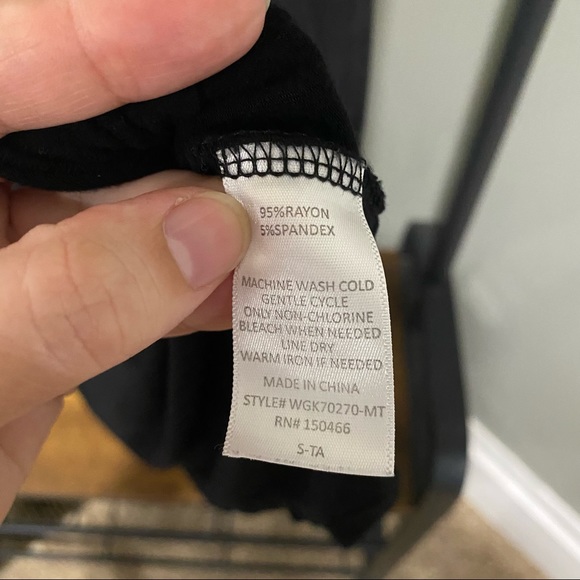 95%RAYON
5%SPANDEX
MACHINE WASH COLD
GENTLE CYCLE
ONLY NON-CHLORINE
BLEACH WHEN NEEDED
LINE DRY
WARM IRON IF NEEDED
MADE IN CHINA
STYLE# WGK70270-MT
RN# 150466
S-TA